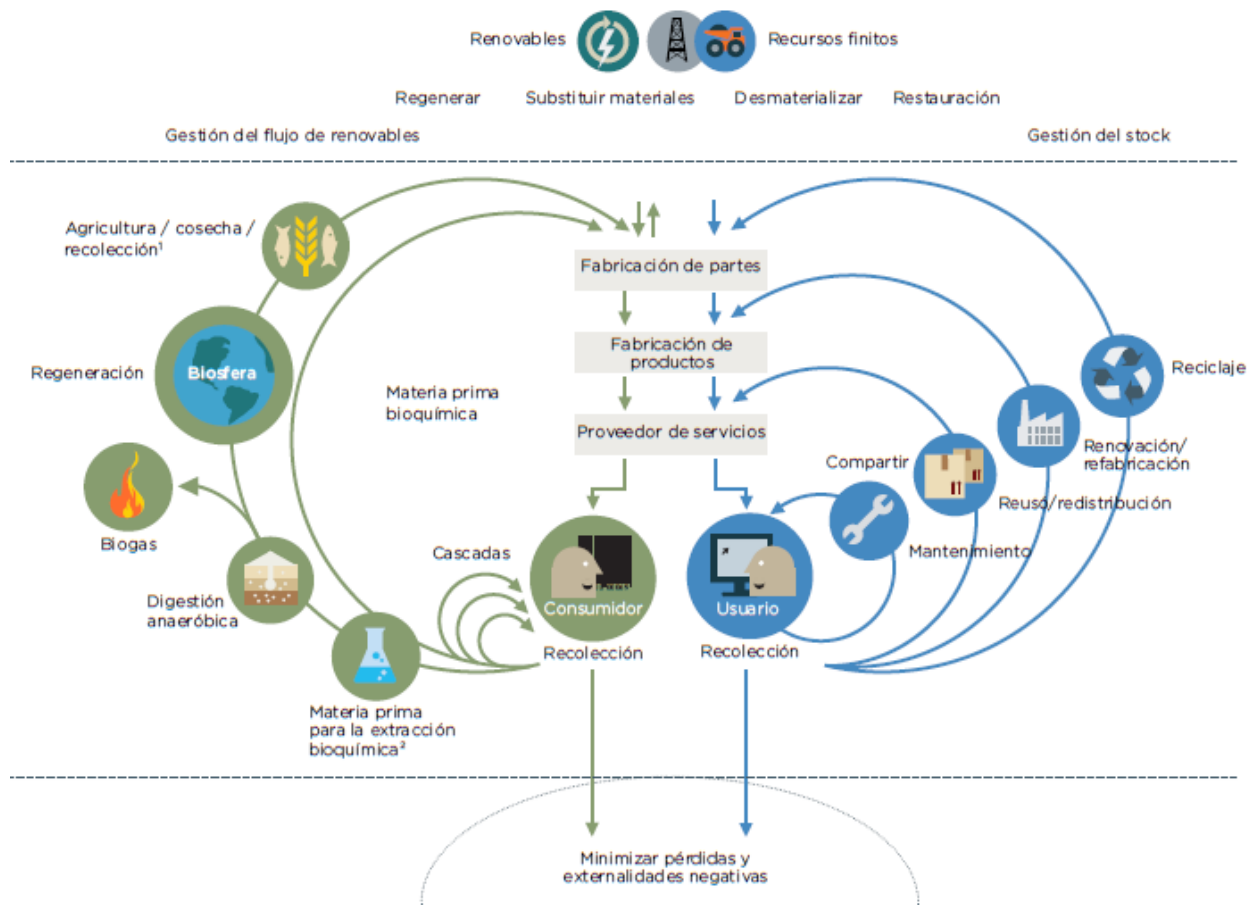 Renovables
Recursos finitos
Regenerar
Substituir materiales
Desmaterializar
Restauración
Gestión del flujo de renovables
Gestión del stock
Agricultura / cosecha /
recolección¹
Fabricación de partes
Regeneración
Biosfera
Fabricación de
productos
Reciclaje
Materia prima
bioquímica
Proveedor de servicios
Renovación/
refabricación
Compartir
Reuso/redistribución
Biogas
Cascadas
Mantenimiento
Digestión
anaeróbica
Consumidor
Usuario
Recolección
Recolección
Materia prima
para la extracción
bioquímica²
Minimizar pérdidas y
externalidades negativas